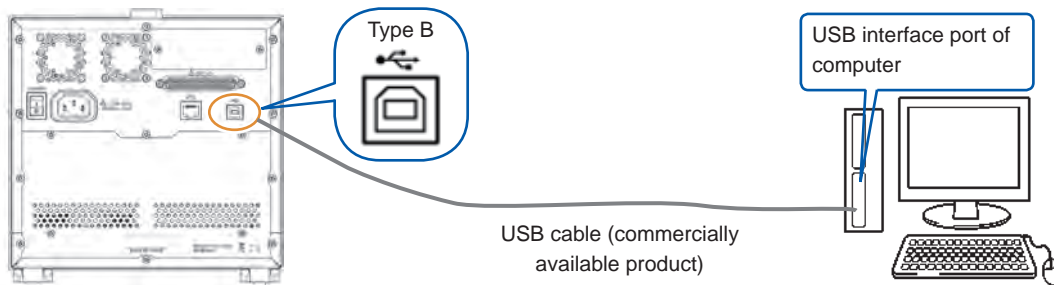 Type B
USB interface port of
computer
USB cable (commercially
available product)